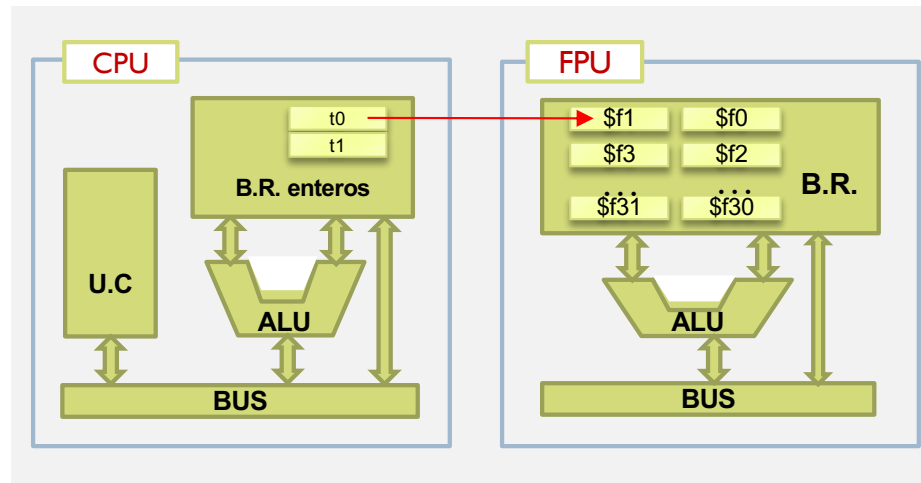 CPU
t0
t1
B.R. enteros
U.C
ALU
BUS
FPU
$f1 $f0
$f3 $f2
B.R.
... ...
$f31 $f30
ALU
BUS